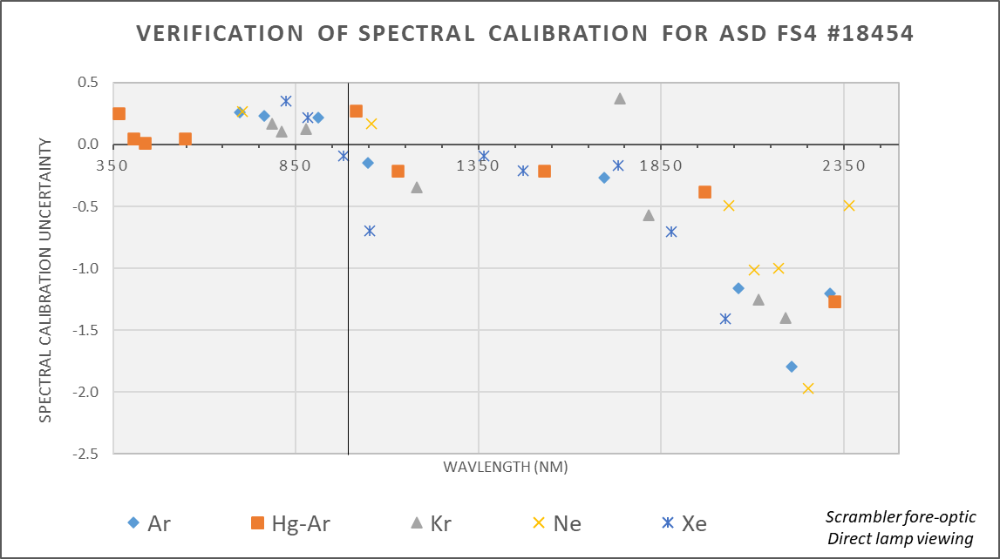 VERIFICATION OF SPECTRAL CALIBRATION FOR ASD FS4 #18454
SPECTRAL CALIBRATION UNCERTAINTY
0.5
0.0
-0.5
-1.0
-1.5
-2.0
-2.5
350 850 1350 1850 2350
WAVLENGTH (NM)
Ar Hg-Ar Kr Ne Xe
Scrambler fore-optic
Direct lamp viewing